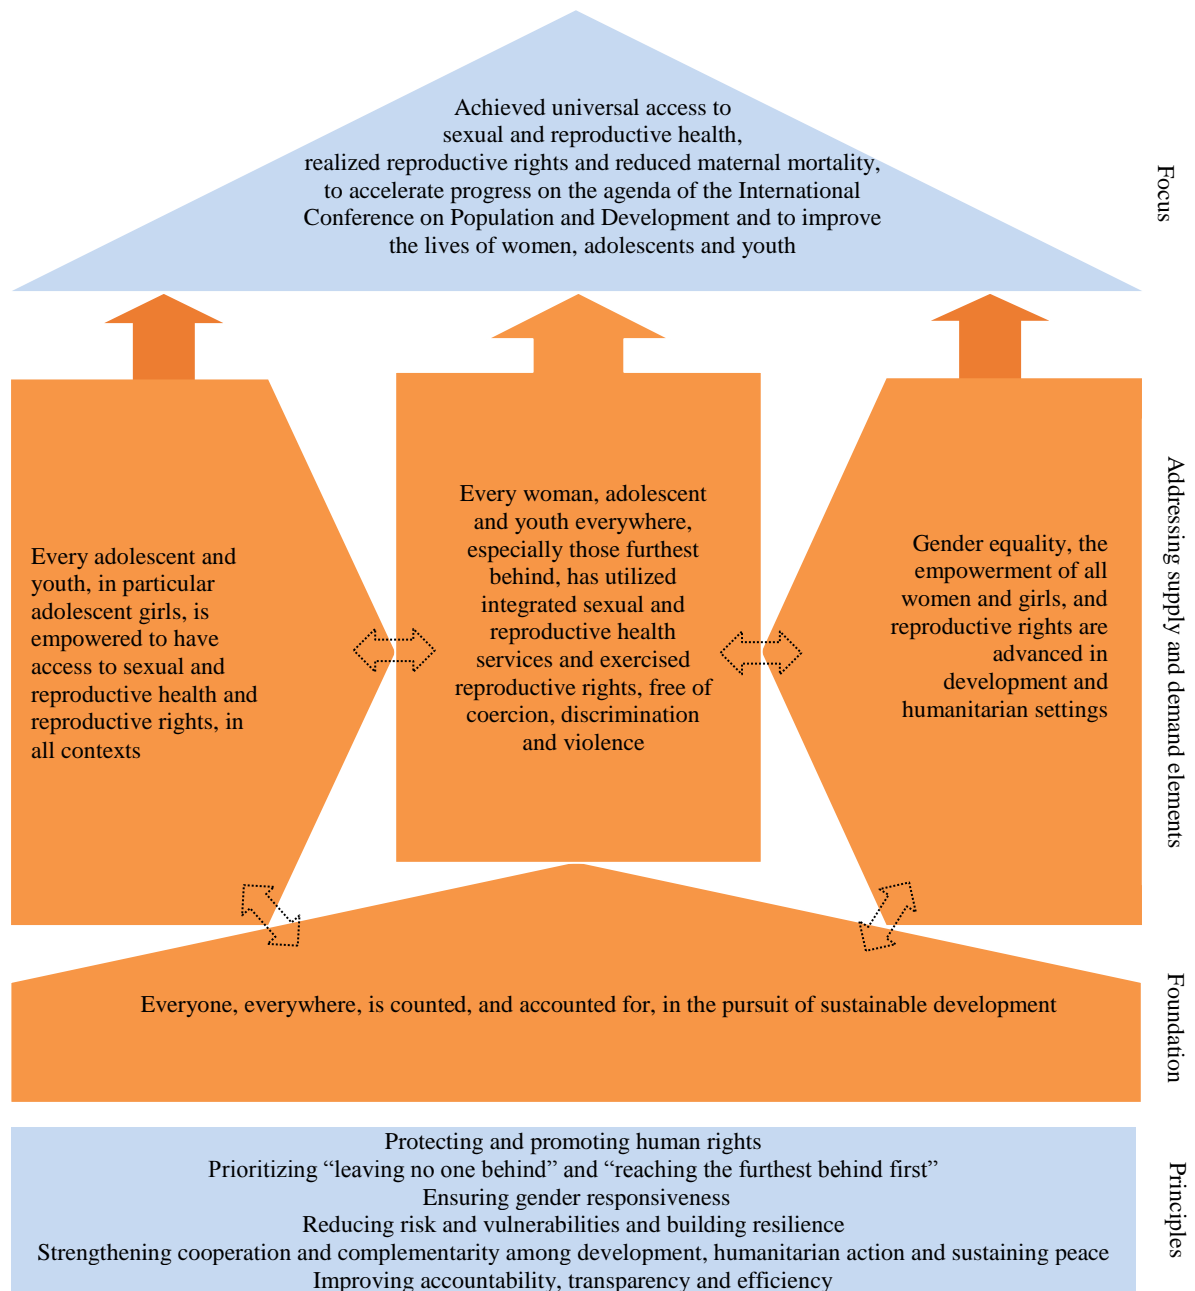 Achieved universal access to
sexual and reproductive health,
realized reproductive rights and reduced maternal mortality,
to accelerate progress on the agenda of the International
Conference on Population and Development and to improve
the lives of women, adolescents and youth
Focus
Every adolescent and
youth, in particular
adolescent girls, is
empowered to have
access to sexual and
reproductive health and
reproductive rights, in
all contexts
Every woman, adolescent
and youth everywhere,
especially those furthest
behind, has utilized
integrated sexual and
reproductive health
services and exercised
reproductive rights, free of
coercion, discrimination
and violence
Gender equality, the
empowerment of all
women and girls, and
reproductive rights are
advanced in
development and
humanitarian settings
Addressing supply and demand elements
Everyone, everywhere, is counted, and accounted for, in the pursuit of sustainable development
Foundation
Protecting and promoting human rights
Prioritizing “leaving no one behind” and “reaching the furthest behind first”
Ensuring gender responsiveness
Reducing risk and vulnerabilities and building resilience
Strengthening cooperation and complementarity among development, humanitarian action and sustaining peace
Improving accountability, transparency and efficiency
Principles